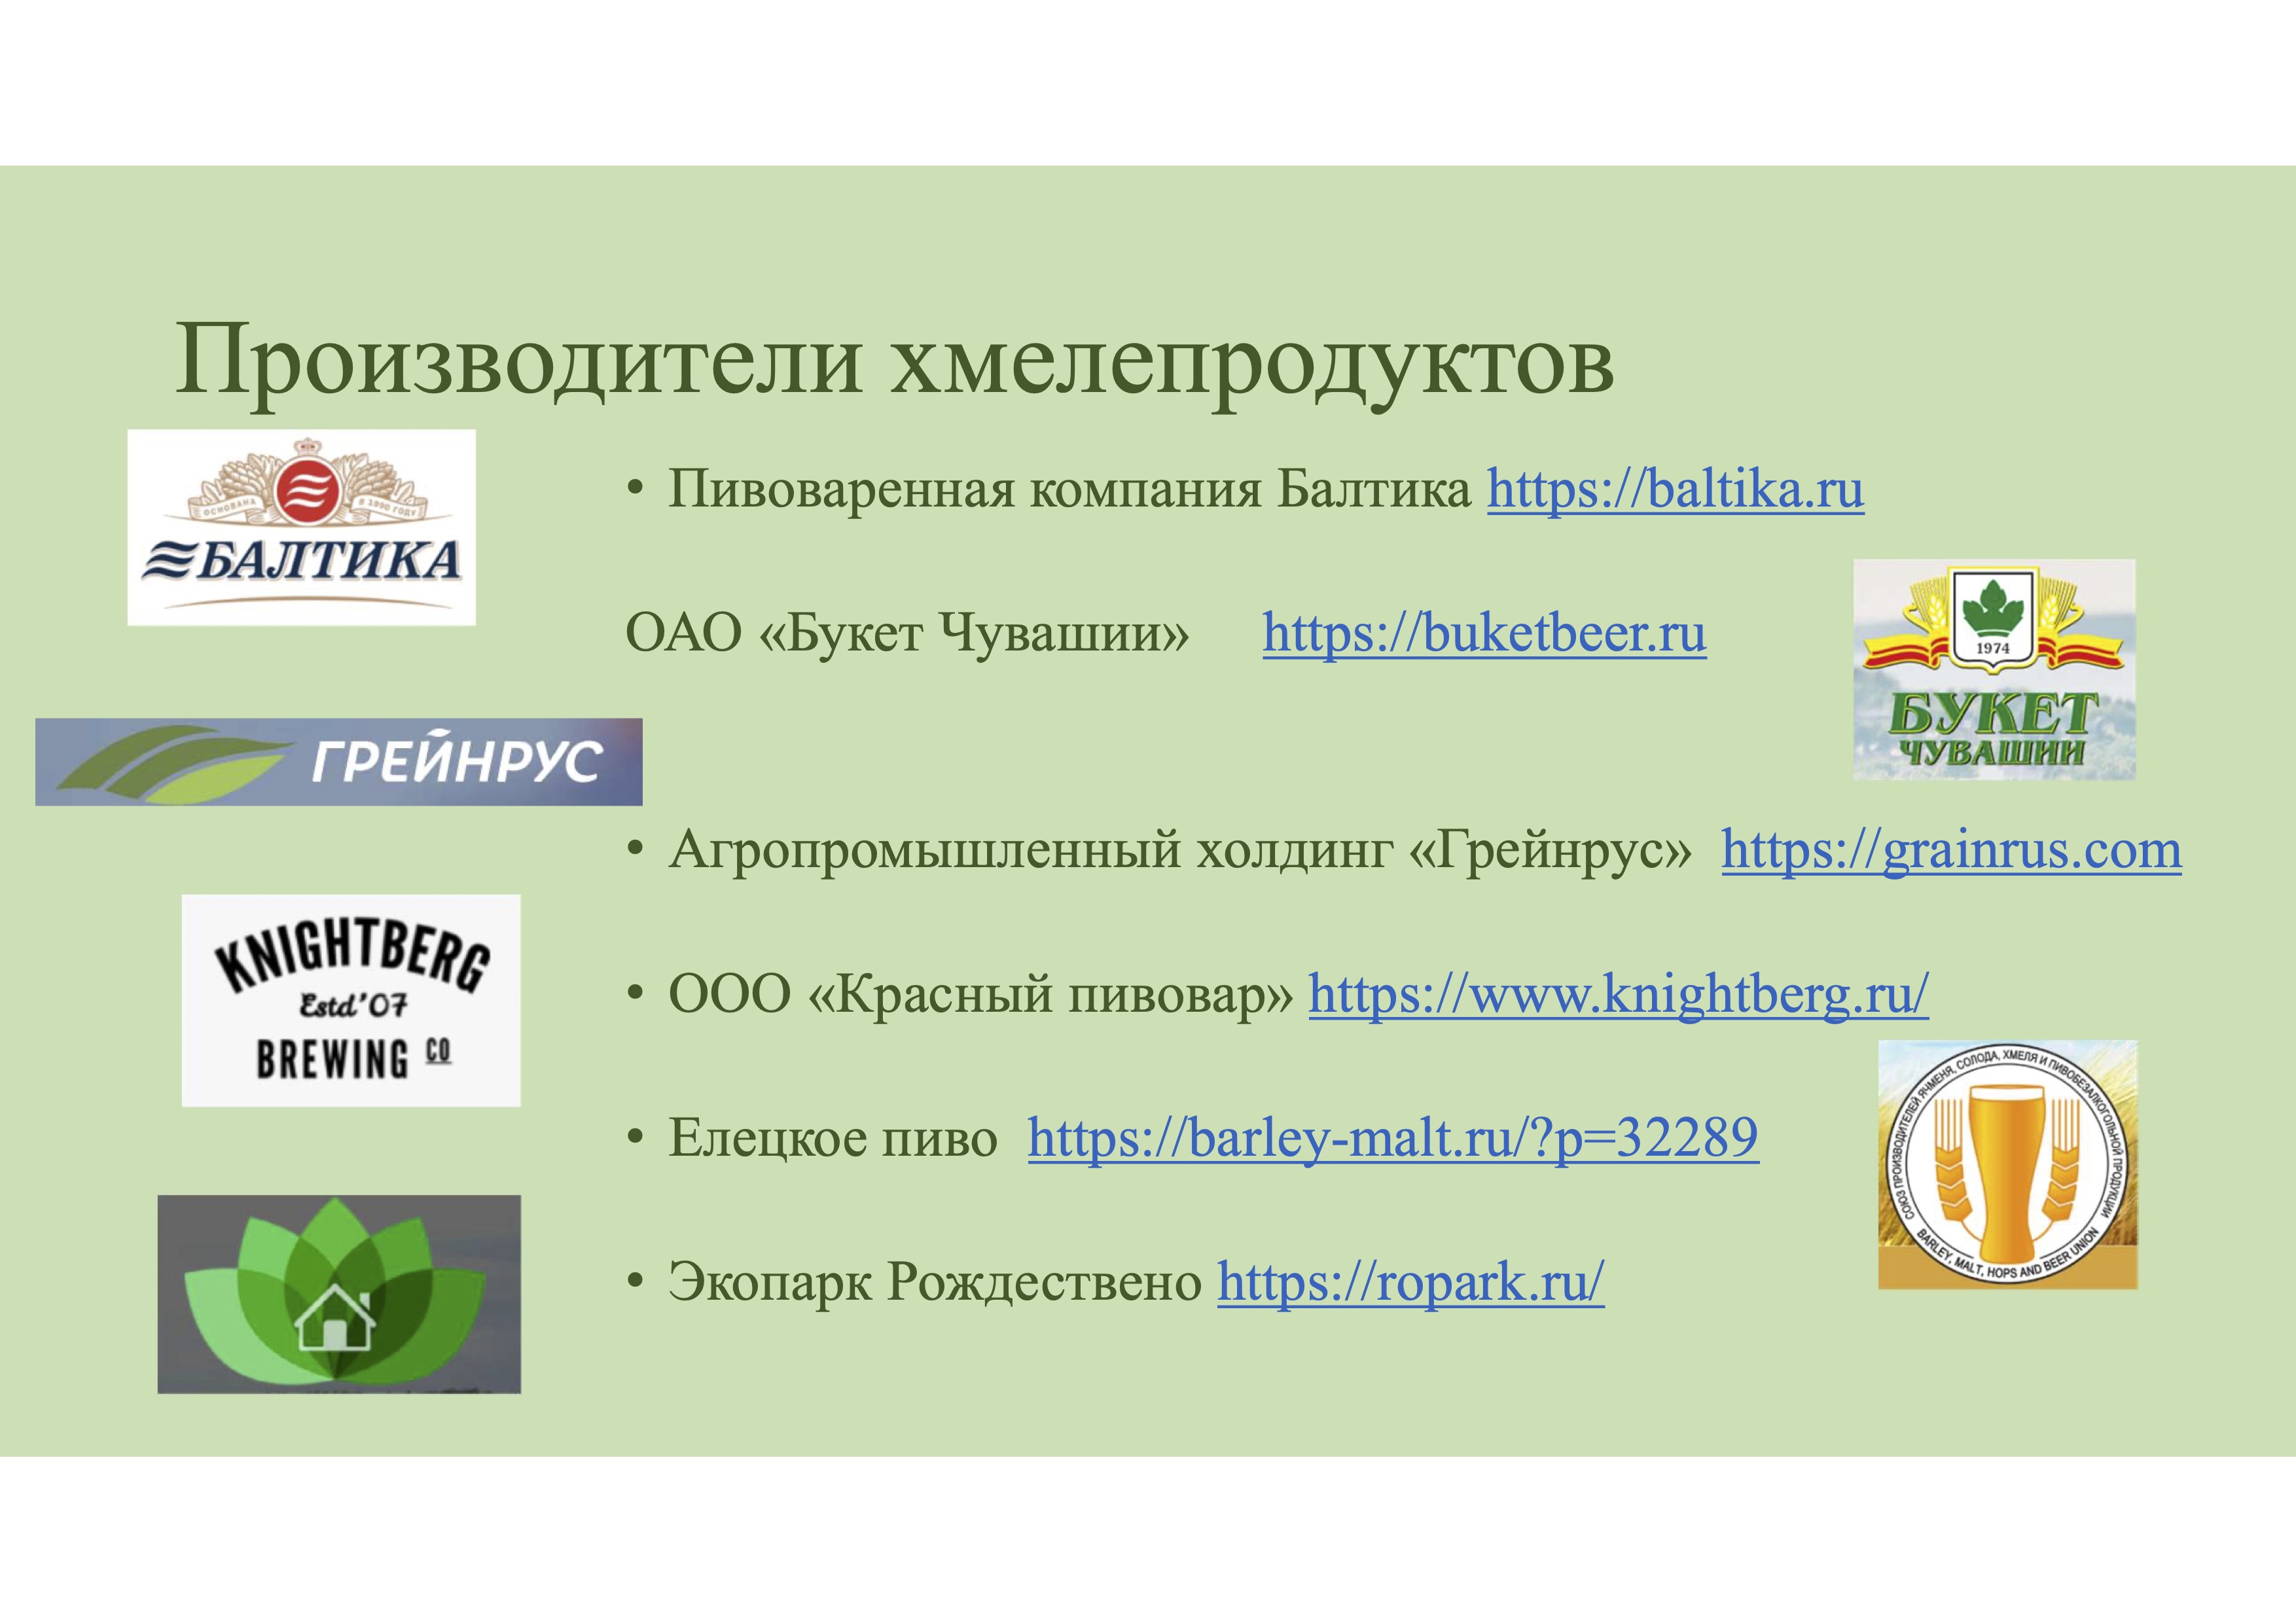 Производители хмелепродуктов
ОСНОВАНА В 1990 ГОДУ
БАЛТИКА
• Пивоваренная компания Балтика https://baltika.ru
ОАО «Букет Чувашии» https://buketbeer.ru
1974
БУКЕТ
ЧУВАШИИ
ГРЕЙНРУС
• Агропромышленный холдинг «Грейнрус» https://grainrus.com
KNIGHTBERG
Estd'07
BREWING CO
• ООО «Красный пивовар» https://www.knightberg.ru/
• Елецкое пиво https://barley-malt.ru/?p=32289
СОЮЗ ПРОИЗВОДИТЕЛЕЙ ЯЧМЕНЯ, СОЛОДА, ХМЕЛЯ И ПИВОБЕЗАЛКОГОЛЬНОЙ ПРОДУКЦИИ
BARLEY, MALT, HOPS AND BEER UNION
• Экопарк Рождествено https://ropark.ru/